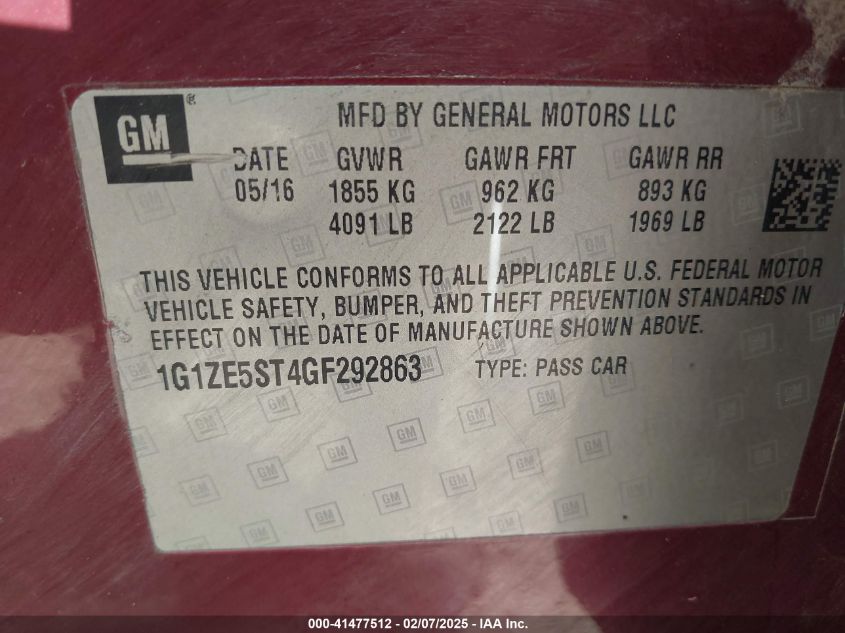 GM®
MFD BY GENERAL MOTORS LLC
DATE GVWR GAWR FRT GAWR RR
05/16 1855 KG 962 KG 893 KG
4091 LB 2122 LB 1969 LB
THIS VEHICLE CONFORMS TO ALL APPLICABLE U.S. FEDERAL MOTOR
VEHICLE SAFETY, BUMPER, AND THEFT PREVENTION STANDARDS IN
EFFECT ON THE DATE OF MANUFACTURE SHOWN ABOVE.
1G1ZE5ST4GF292863 TYPE: PASS CAR
000-41477512 - 02/07/2025 - IAA Inc.